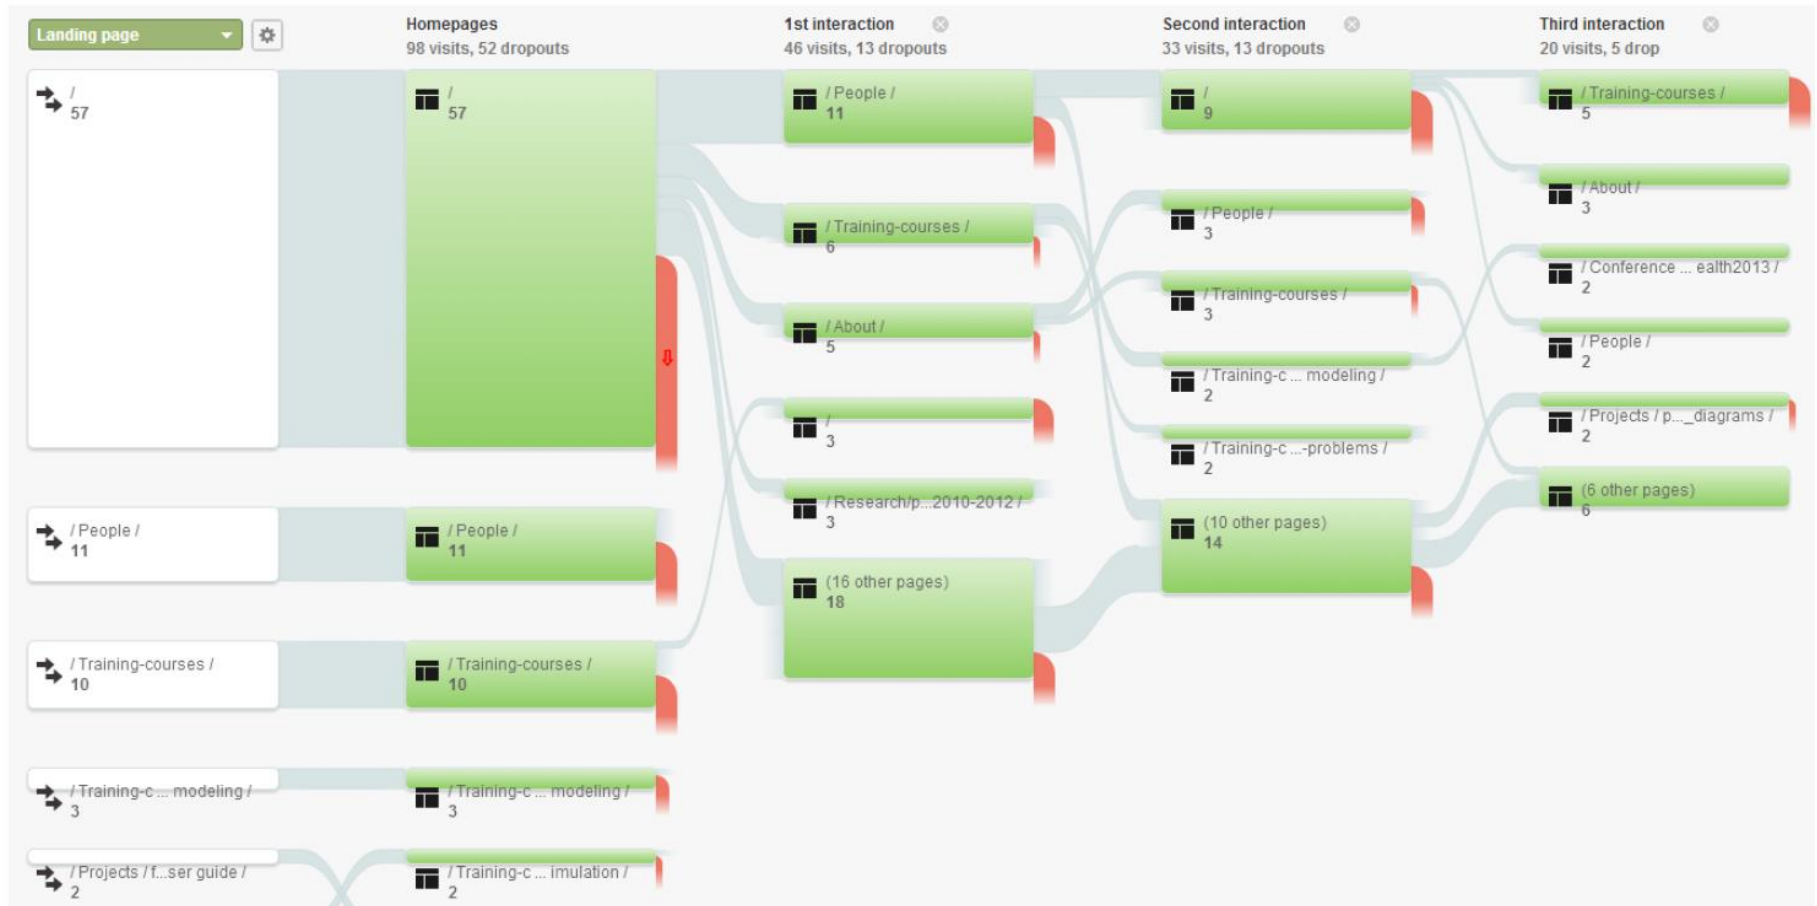 Landing page
Homepages
98 visits, 52 dropouts
1st interaction
46 visits, 13 dropouts
Second interaction
33 visits, 13 dropouts
Third interaction
20 visits, 5 drop
/
57
/ People /
11
/ Training-courses /
10
/ Training-c ... modeling /
3
/ Projects / f...ser guide /
2
/
57
/ People /
11
/ Training-courses /
10
/ Training-c ... modeling /
3
/ Training-c ... imulation /
2
/ People /
11
/ Training-courses /
6
/ About /
5
/
3
/ Research/p...2010-2012 /
3
(16 other pages)
18
/
9
/ People /
3
/ Training-courses /
3
/ Training-c ... modeling /
2
/ Training-c ...-problems /
2
(10 other pages)
14
/ Training-courses /
5
/ About /
3
/ Conference ... ealth2013 /
2
/ People /
2
/ Projects / p..._diagrams /
2
(6 other pages)
6